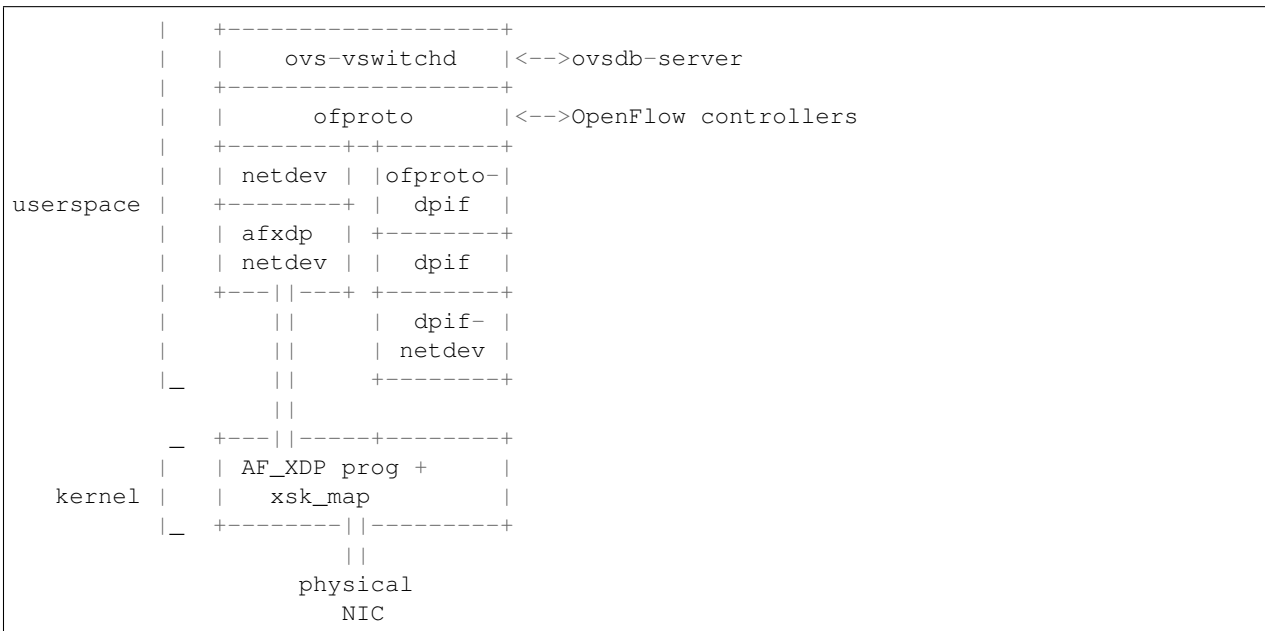 |   +-------------------+
          |   |    ovs-vswitchd   |<-->ovsdb-server
          |   +-------------------+
          |   |      ofproto      |<-->OpenFlow controllers
          |   +--------+-+--------+
          |   | netdev | |ofproto-|
userspace |   +--------+ |  dpif  |
          |   | afxdp  | +--------+
          |   | netdev | |  dpif  |
          |   +---||---+ +--------+
          |       ||     |  dpif- |
          |       ||     | netdev |
          |_      ||     +--------+
                  ||
           _  +---||-----+--------+
          |   | AF_XDP prog +     |
   kernel |   |   xsk_map         |
          |_  +--------||---------+
                       ||
                    physical
                       NIC